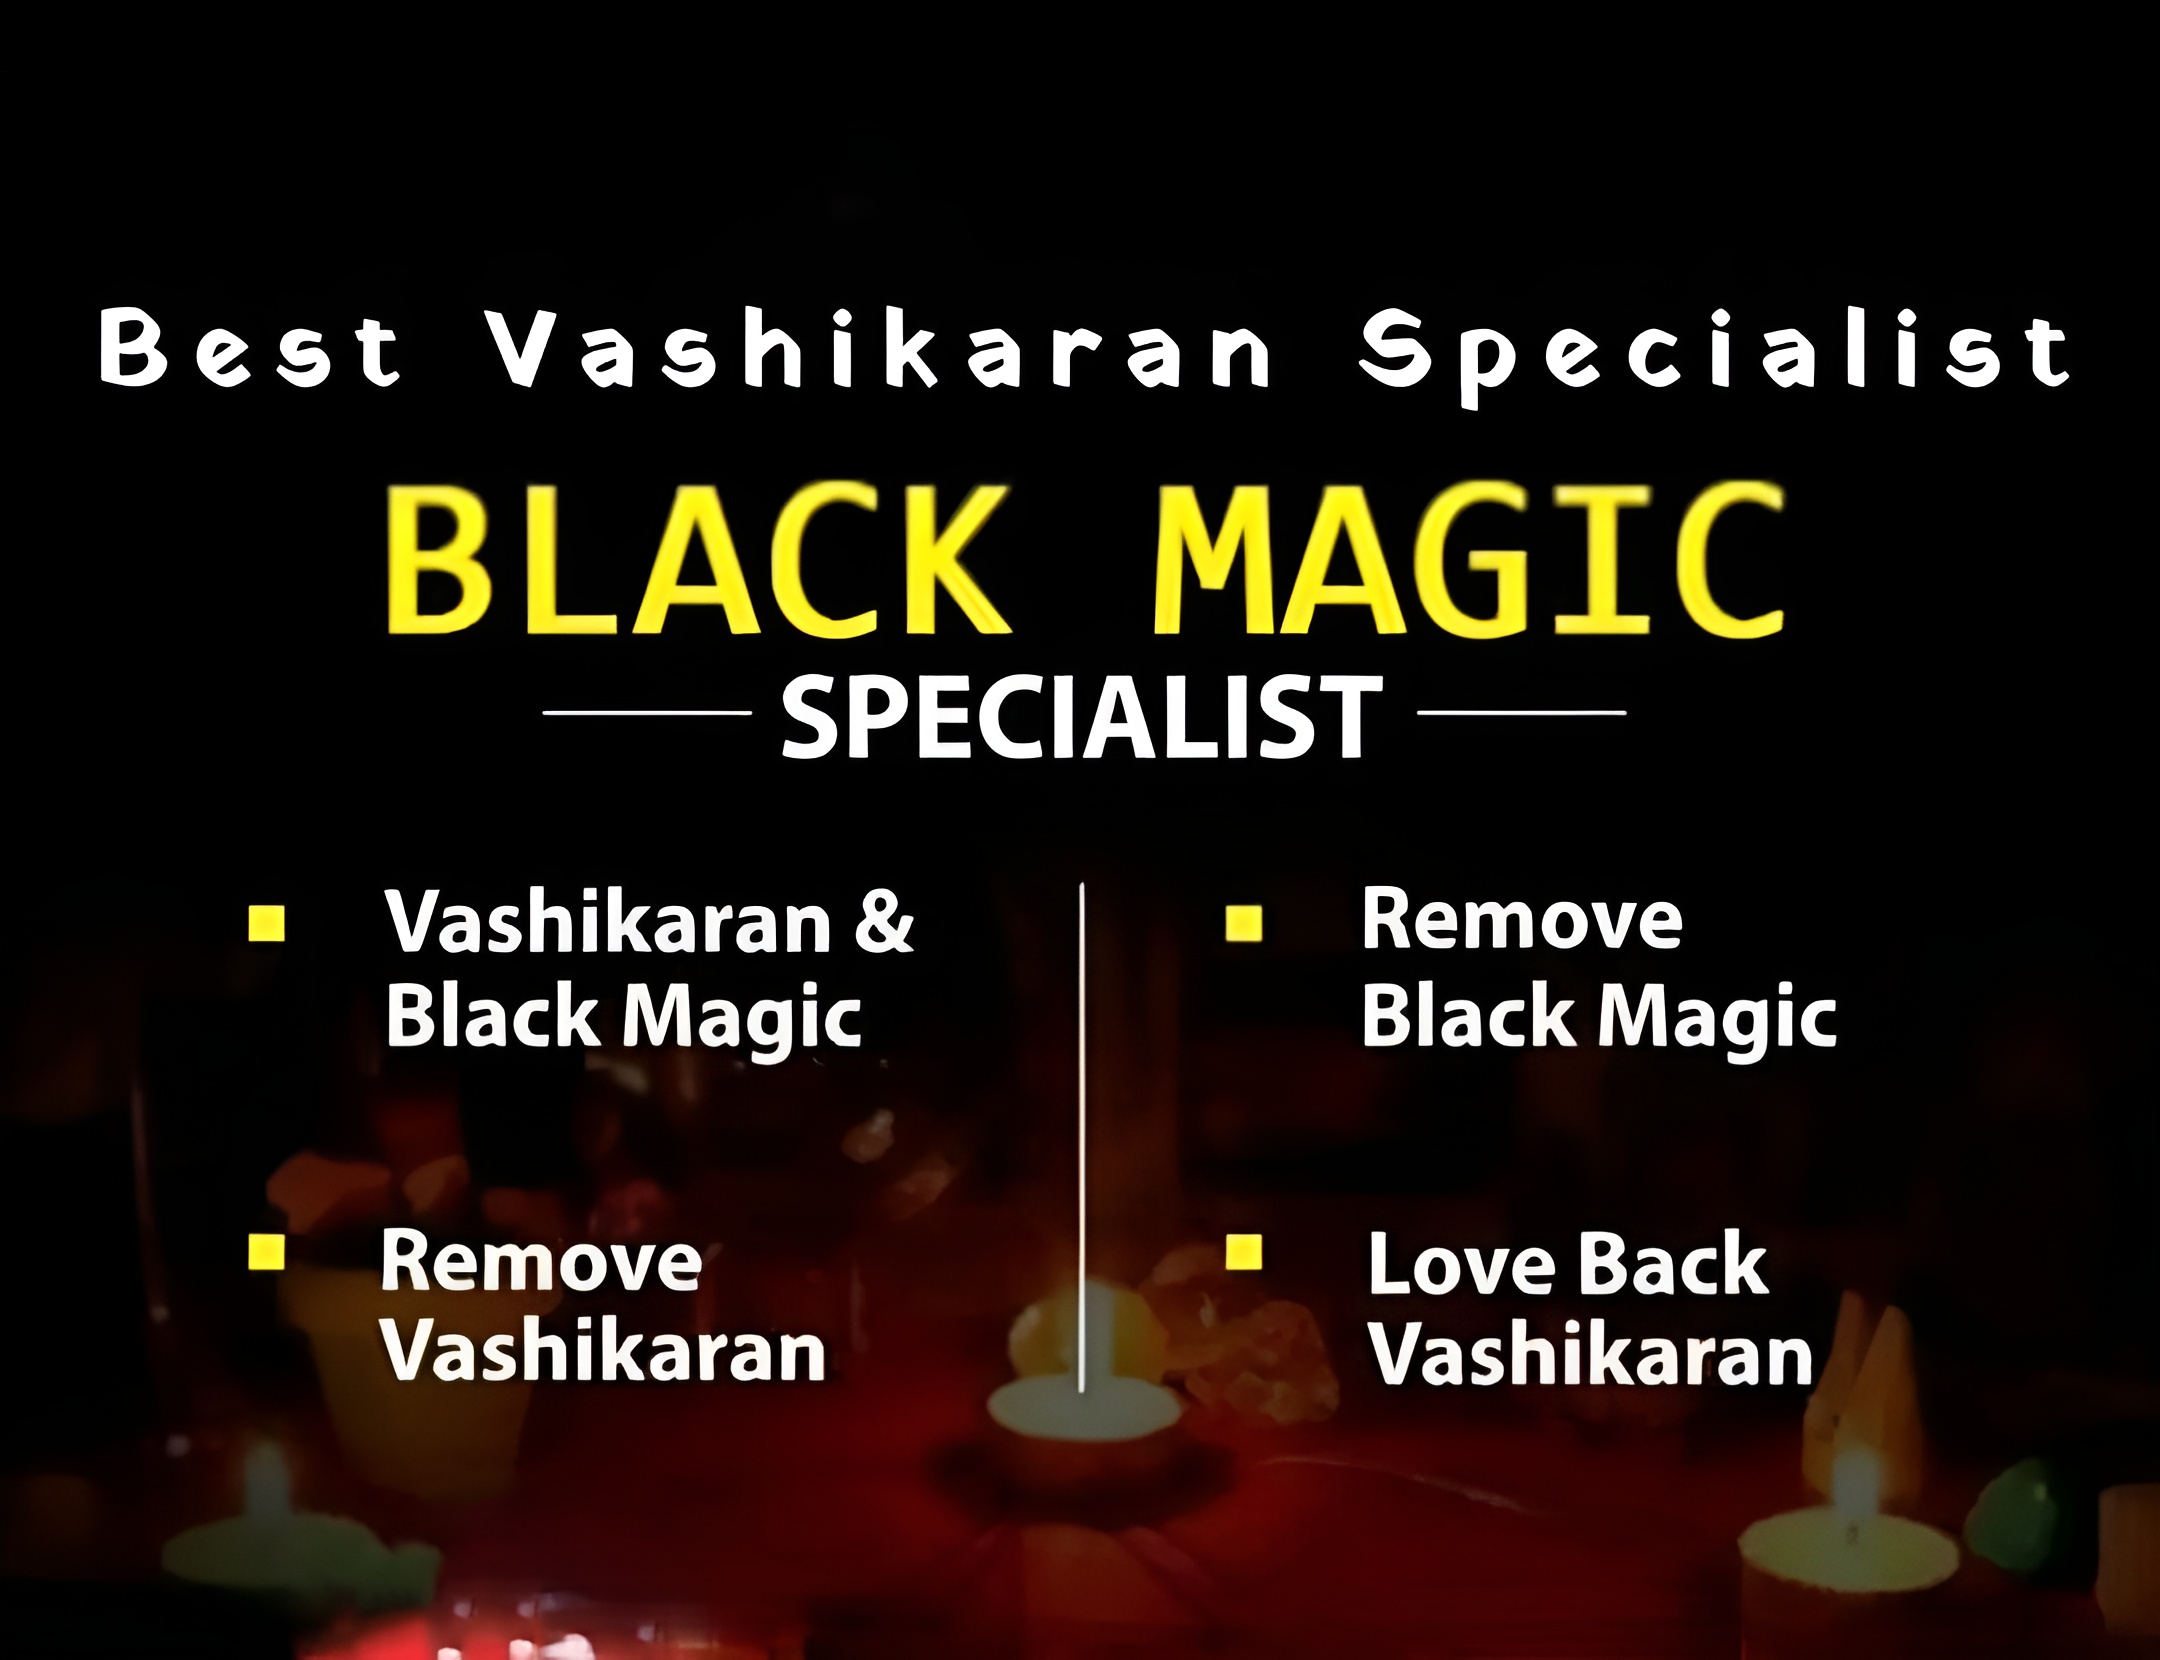 Best Vashikaran Specialist
BLACK MAGIC
SPECIALIST
Vashikaran &
Black Magic
Remove
Vashikaran
Remove
Black Magic
Love Back
Vashikaran